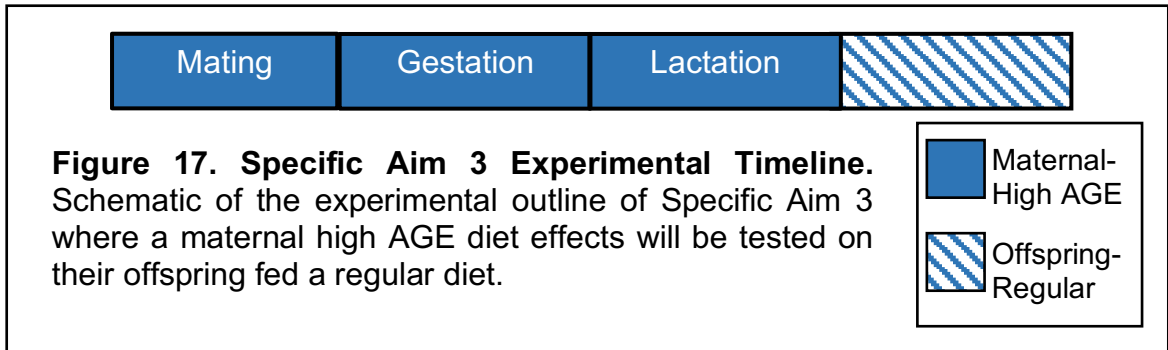 Mating Gestation Lactation
Figure 17. Specific Aim 3 Experimental Timeline.
Schematic of the experimental outline of Specific Aim 3
where a maternal high AGE diet effects will be tested on
their offspring fed a regular diet.
Maternal-
High AGE
Offspring-
Regular